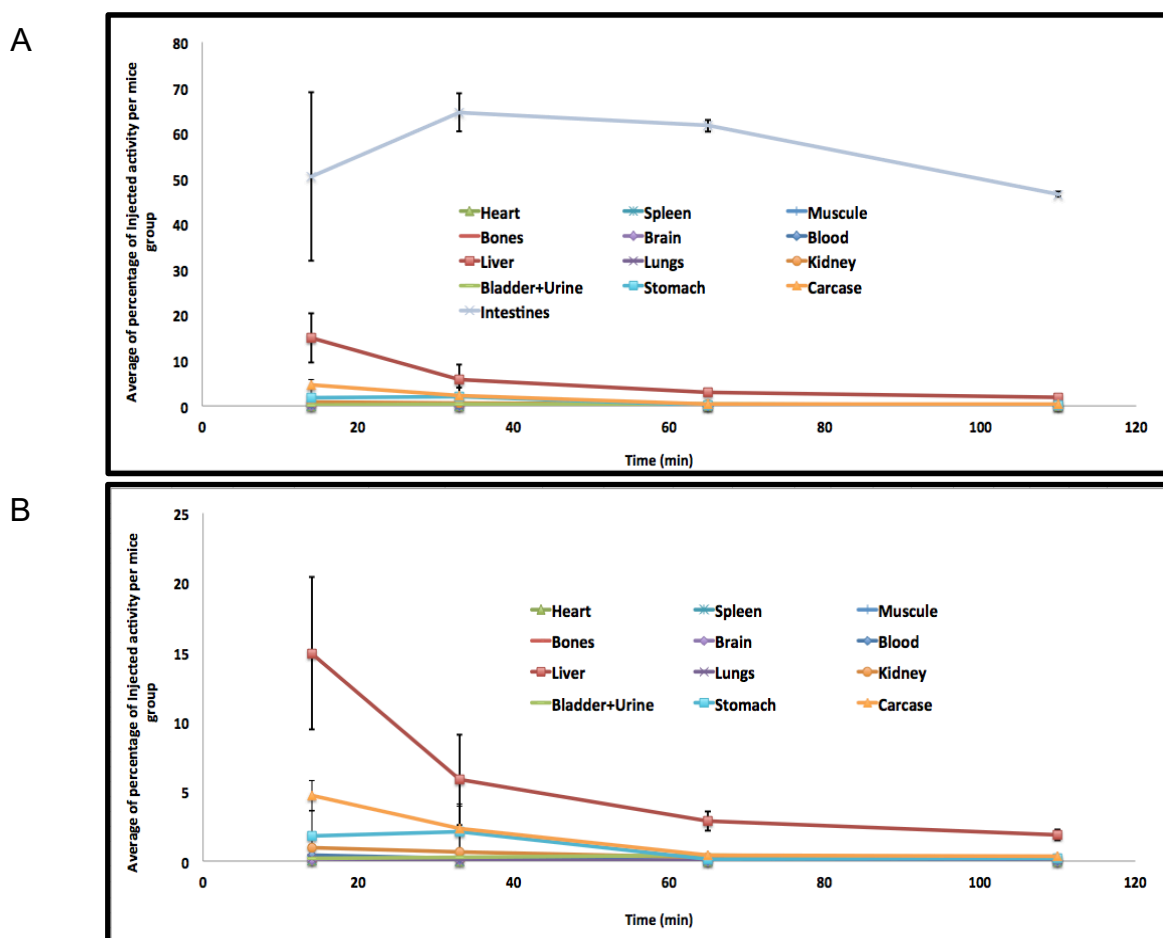 A
Average of percentage of Injected activity per mice
group
80
70
60
50
40
30
20
10
0
Heart Spleen Muscule
Bones Brain Blood
Liver Lungs Kidney
Bladder+Urine Stomach Carcase
Intestines
0 20 40 60 80 100 120
Time (min)
B
Average of percentage of Injected activity per mice
group
25
20
15
10
5
0
Heart Spleen Muscule
Bones Brain Blood
Liver Lungs Kidney
Bladder+Urine Stomach Carcase
0 20 40 60 80 100 120
Time (min)